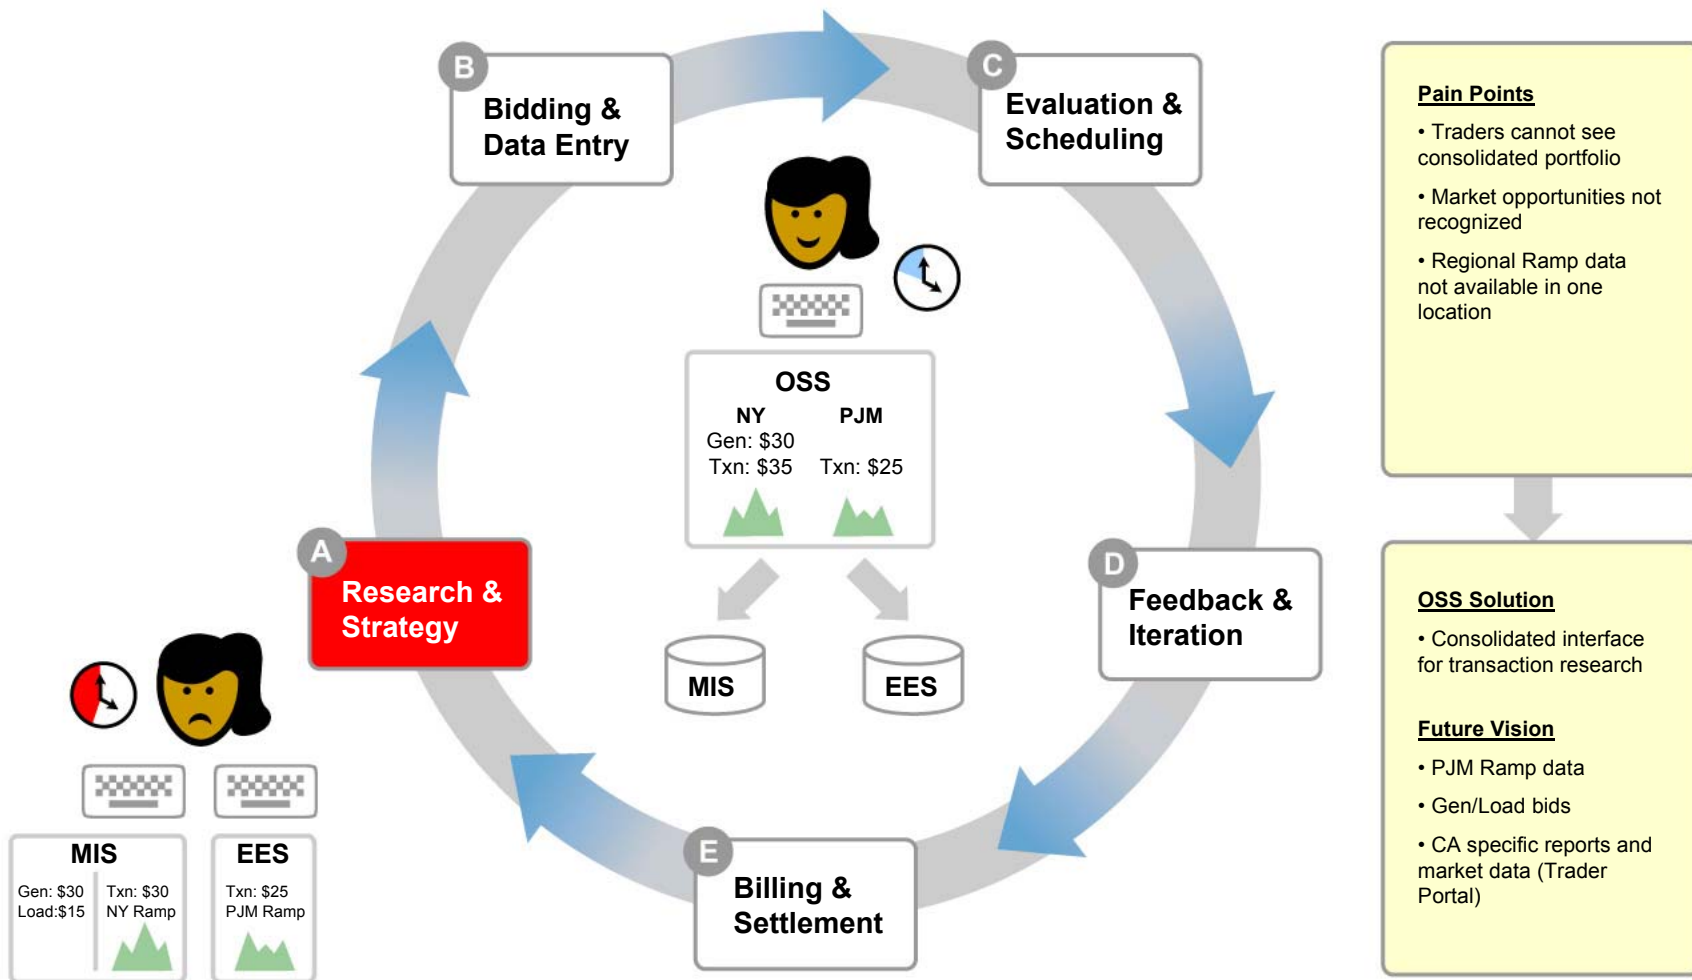 B
Bidding &
Data Entry
C
Evaluation &
Scheduling
Pain Points
• Traders cannot see
consolidated portfolio
• Market opportunities not
recognized
• Regional Ramp data
not available in one
location
OSS
NY PJM
Gen: $30
Txn: $35 Txn: $25
A
Research &
Strategy
D
Feedback &
Iteration
MIS
EES
OSS Solution
• Consolidated interface
for transaction research
Future Vision
• PJM Ramp data
• Gen/Load bids
• CA specific reports and
market data (Trader
Portal)
MIS
Gen: $30 Txn: $30
Load:$15 NY Ramp
EES
Txn: $25
PJM Ramp
E
Billing &
Settlement